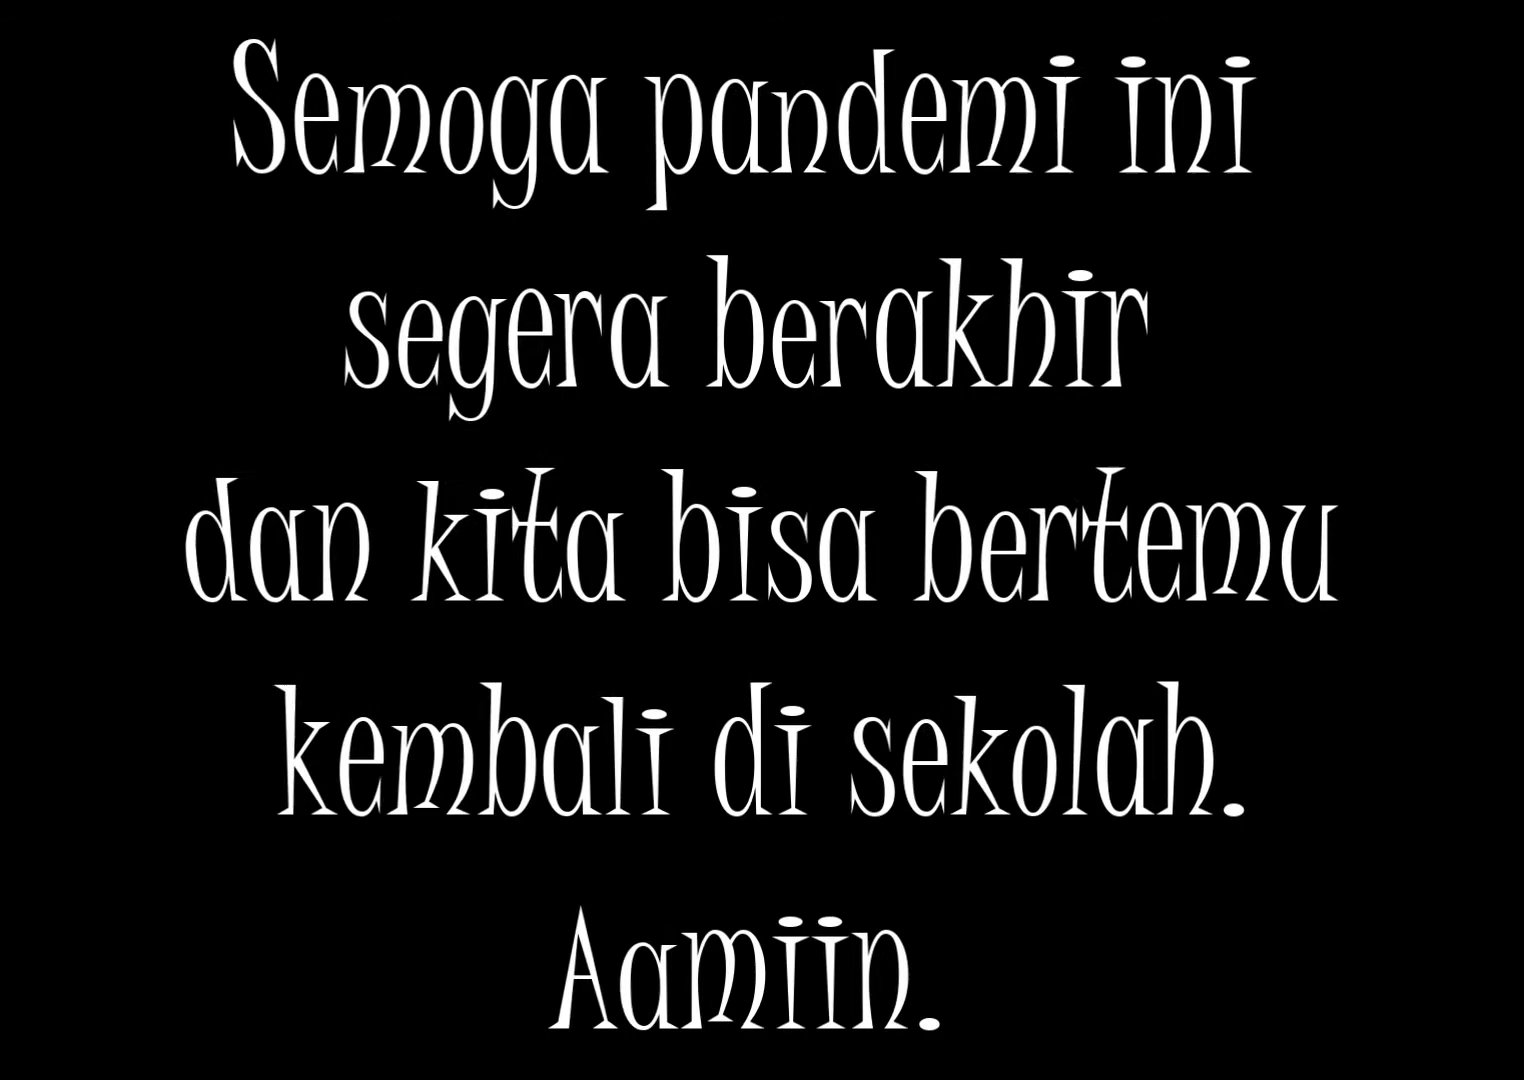 Semoga pandemi ini
segera berakhir
dan kita bisa bertemu
kembali di sekolah.
Aamiin.